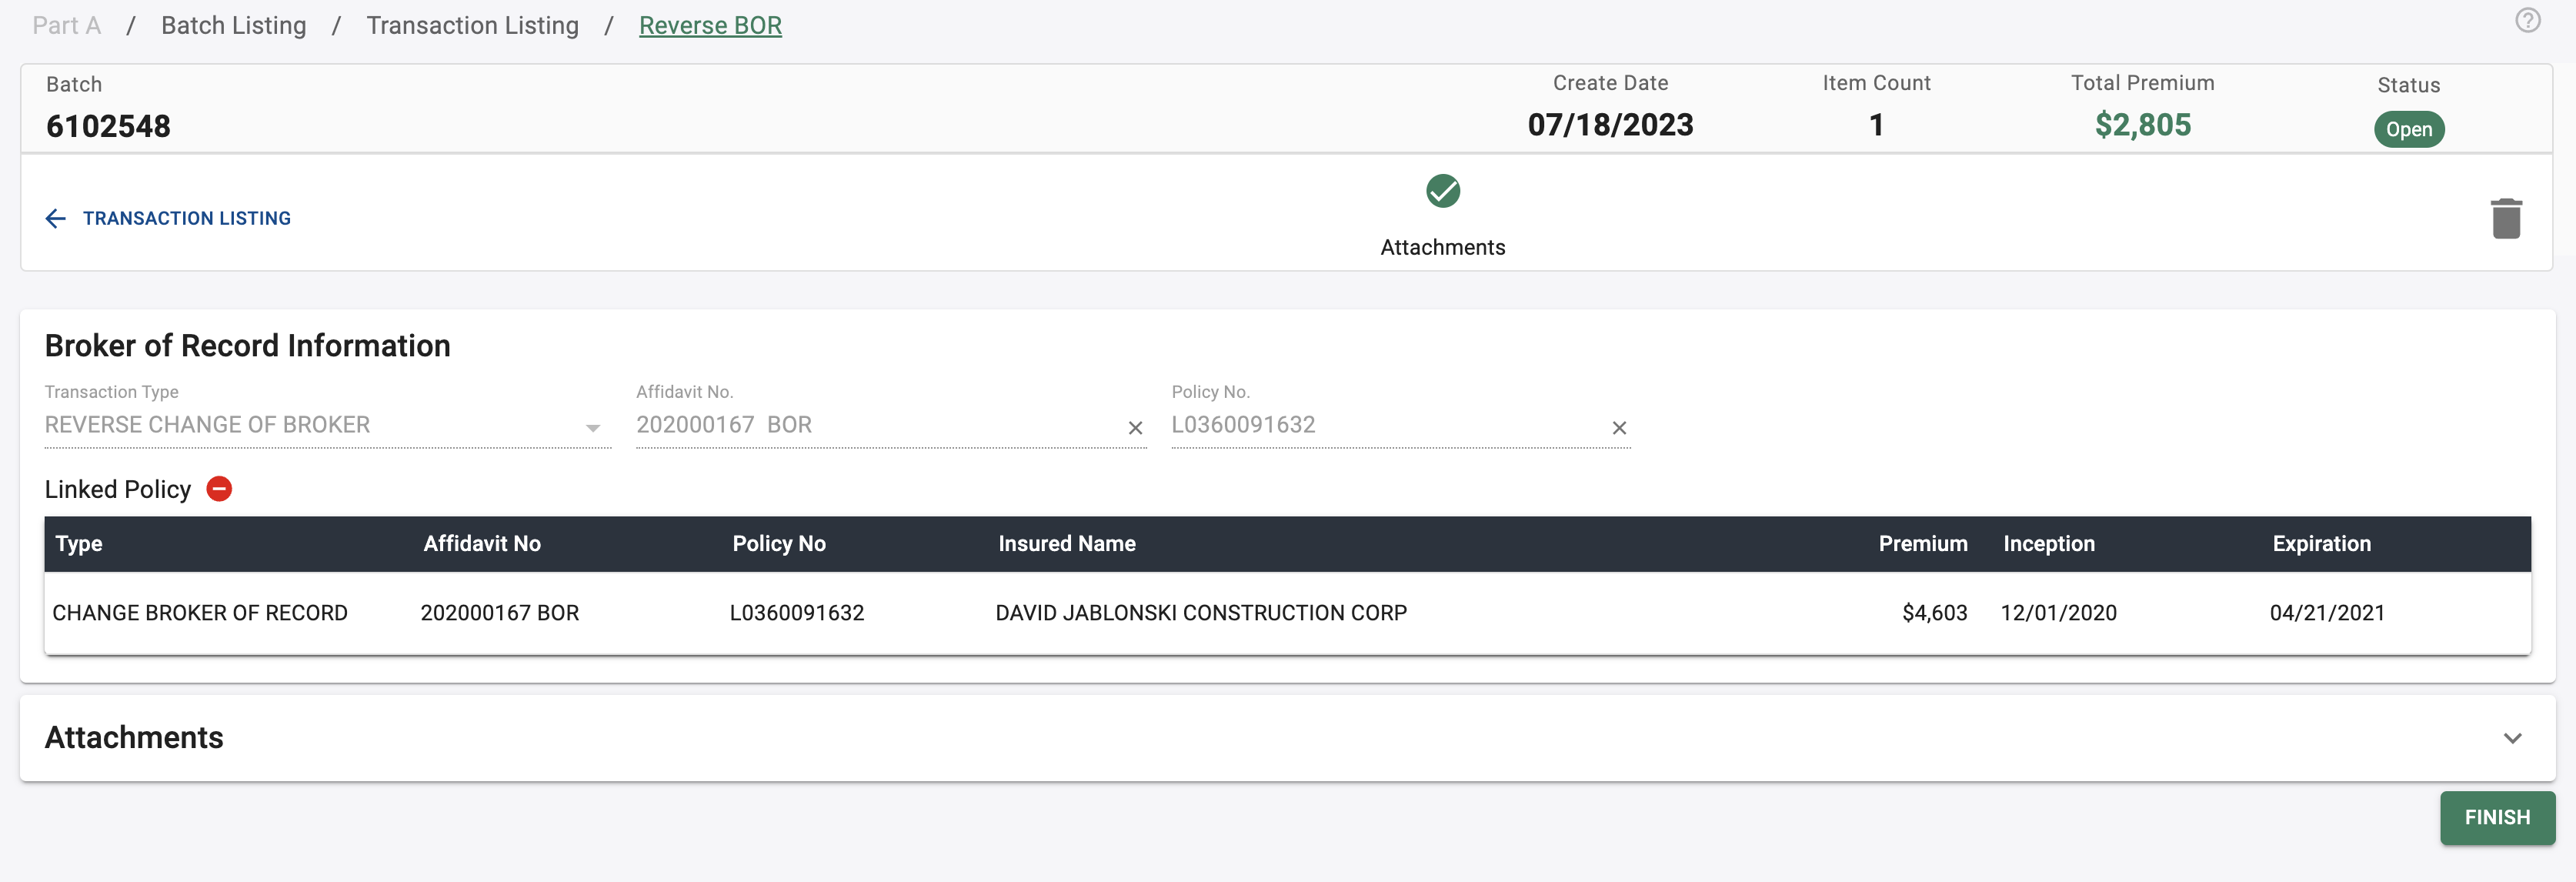 Part A / Batch Listing / Transaction Listing / Reverse BOR
Batch Create Date Item Count Total Premium Status
6102548 07/18/2023 1 $2,805 Open
TRANSACTION LISTING
Attachments
Broker of Record Information
Transaction Type Affidavit No. Policy No.
REVERSE CHANGE OF BROKER 202000167 BOR L0360091632
Linked Policy
Type Affidavit No Policy No Insured Name Premium Inception Expiration
CHANGE BROKER OF RECORD 202000167 BOR L0360091632 DAVID JABLONSKI CONSTRUCTION CORP $4,603 12/01/2020 04/21/2021
Attachments
FINISH